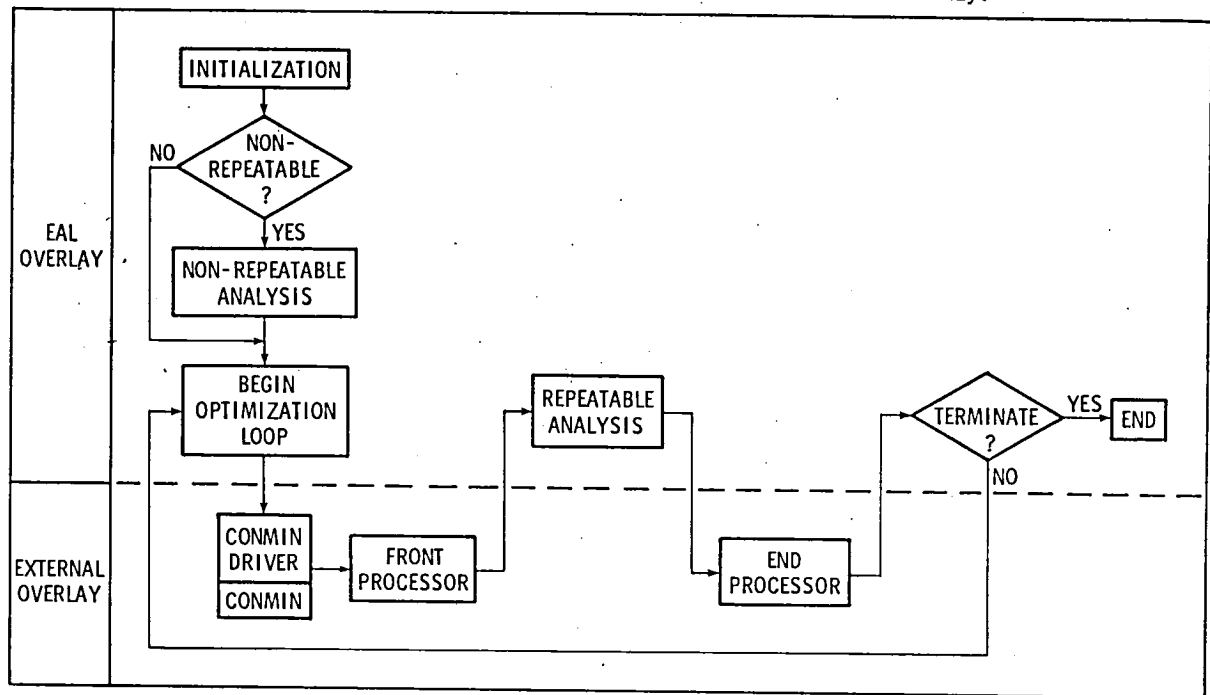 INITIALIZATION
NON-
REPEATABLE
?
NO
YES
NON-REPEATABLE
ANALYSIS
EAL
OVERLAY
BEGIN
OPTIMIZATION
LOOP
REPEATABLE
ANALYSIS
TERMINATE
?
YES
END
NO
EXTERNAL
OVERLAY
CONMIN
DRIVER
CONMIN
FRONT
PROCESSOR
END
PROCESSOR